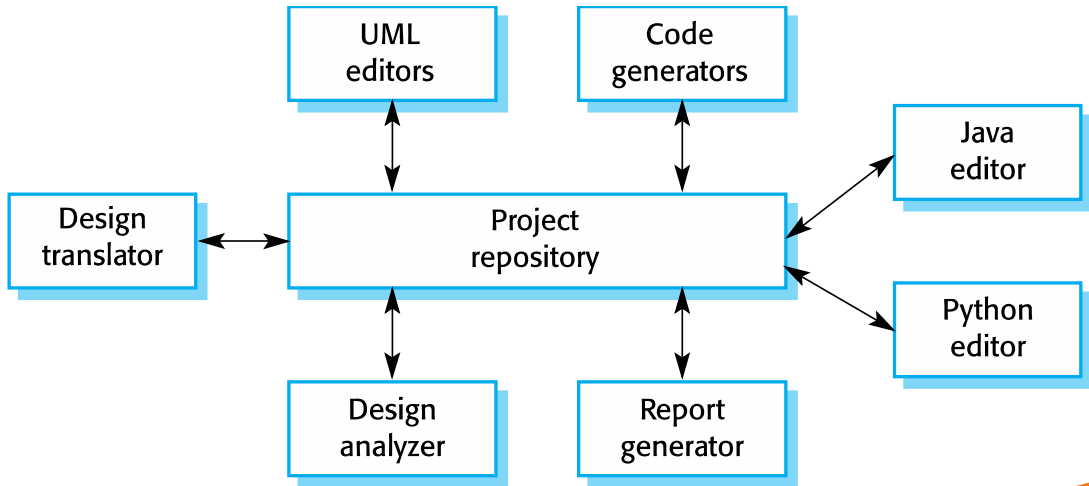 UML
editors
Code
generators
Java
editor
Design
translator
Project
repository
Python
editor
Design
analyzer
Report
generator